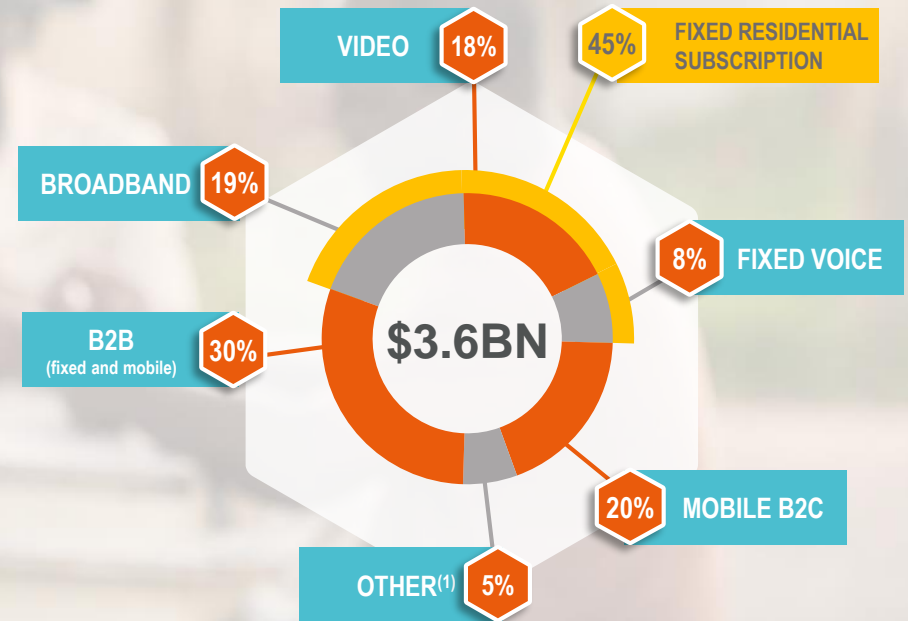 VIDEO
18%
45%
FIXED RESIDENTIAL
SUBSCRIPTION
BROADBAND
19%
8%
FIXED VOICE
B2B
(fixed and mobile)
30%
$3.6BN
20%
MOBILE B2C
OTHER(1)
5%